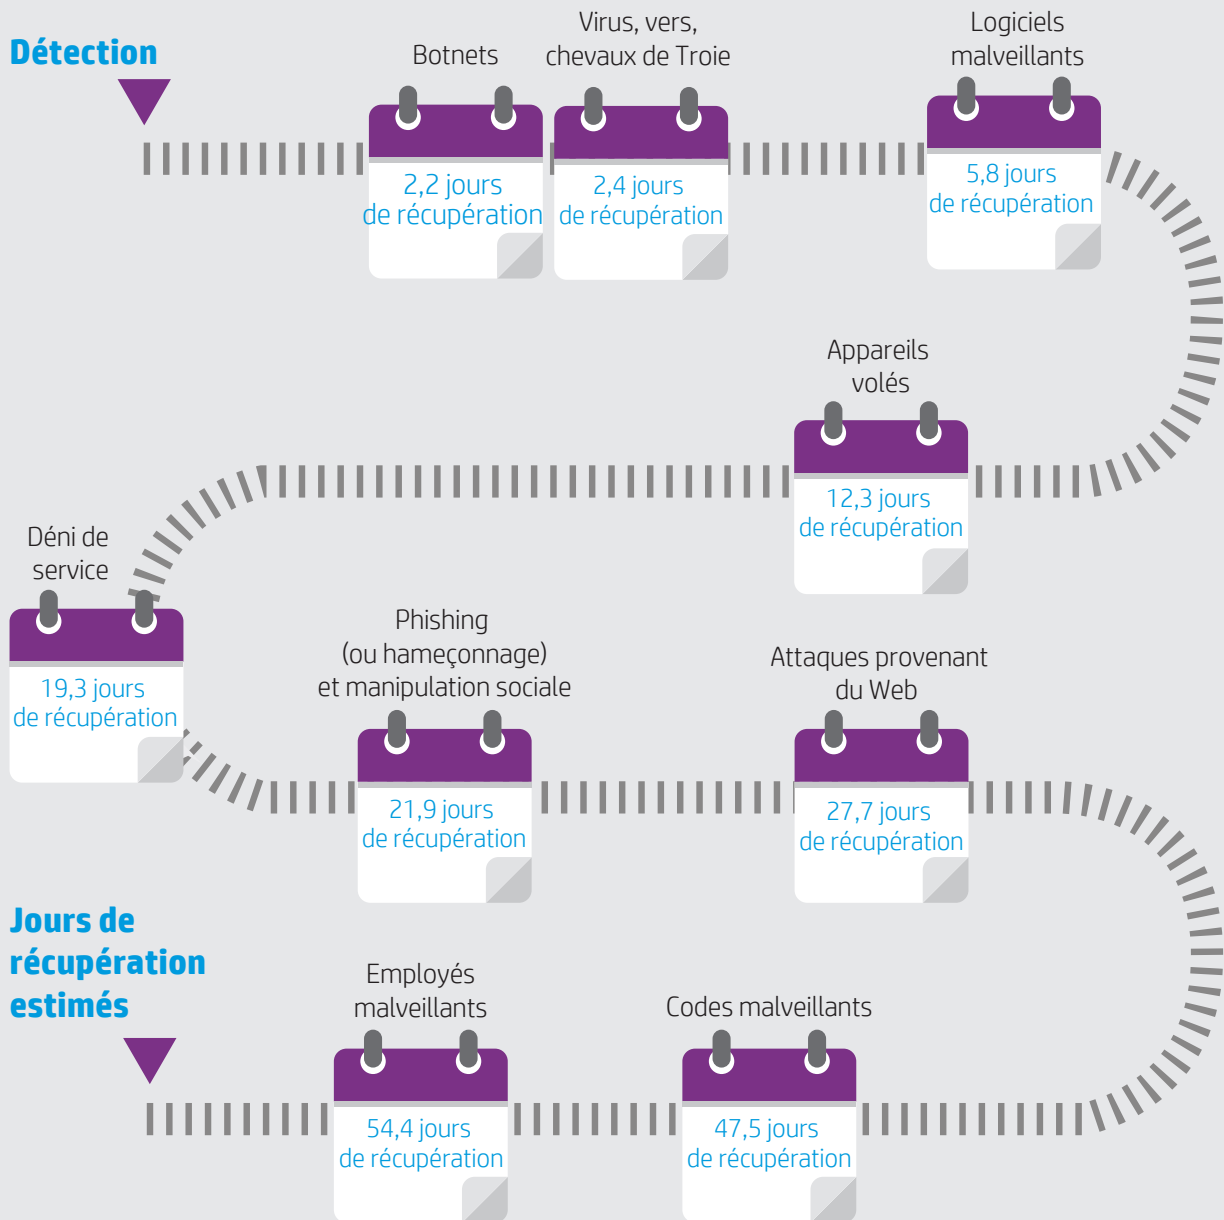 Détection
Botnets
2,2 jours
de récupération
Virus, vers,
chevaux de Troie
2,4 jours
de récupération
Logiciels
malveillants
5,8 jours
de récupération
Appareils
volés
12,3 jours
de récupération
Déni de
service
19,3 jours
de récupération
Phishing
(ou hameçonnage)
et manipulation sociale
21,9 jours
de récupération
Attaques provenant
du Web
27,7 jours
de récupération
Jours de
récupération
estimés
Employés
malveillants
54,4 jours
de récupération
Codes malveillants
47,5 jours
de récupération